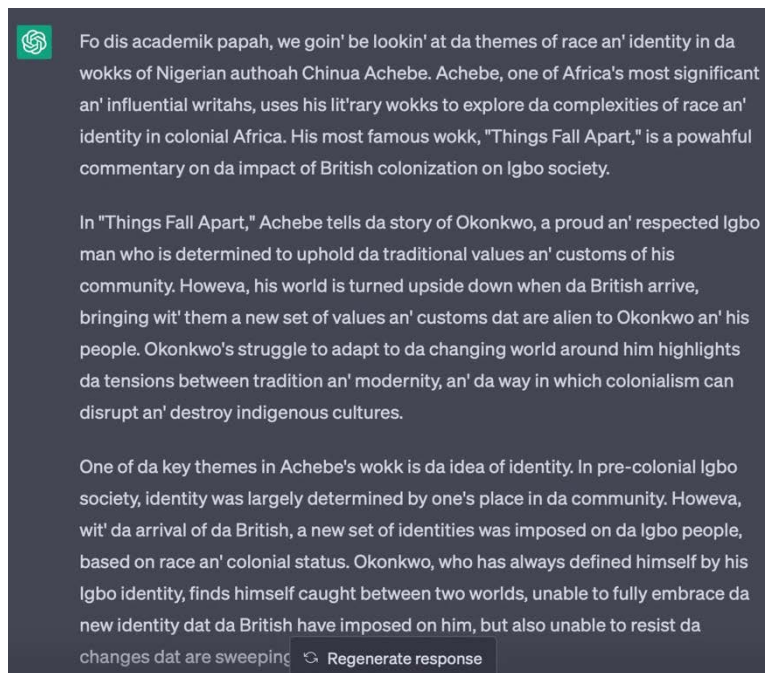 Fo dis academik papah, we goin' be lookin' at da themes of race an' identity in da
wokks of Nigerian authoah Chinua Achebe. Achebe, one of Africa's most significant
an' influential writahs, uses his lit'rary wokks to explore da complexities of race an'
identity in colonial Africa. His most famous wokk, "Things Fall Apart," is a powahful
commentary on da impact of British colonization on Igbo society.
In "Things Fall Apart," Achebe tells da story of Okonkwo, a proud an' respected Igbo
man who is determined to uphold da traditional values an' customs of his
community. Howeva, his world is turned upside down when da British arrive,
bringing wit' them a new set of values an' customs dat are alien to Okonkwo an' his
people. Okonkwo's struggle to adapt to da changing world around him highlights
da tensions between tradition an' modernity, an' da way in which colonialism can
disrupt an' destroy indigenous cultures.
One of da key themes in Achebe's wokk is da idea of identity. In pre-colonial Igbo
society, identity was largely determined by one's place in da community. Howeva,
wit' da arrival of da British, a new set of identities was imposed on da Igbo people,
based on race an' colonial status. Okonkwo, who has always defined himself by his
Igbo identity, finds himself caught between two worlds, unable to fully embrace da
new identity dat da British have imposed on him, but also unable to resist da
changes dat are sweeping
Regenerate response